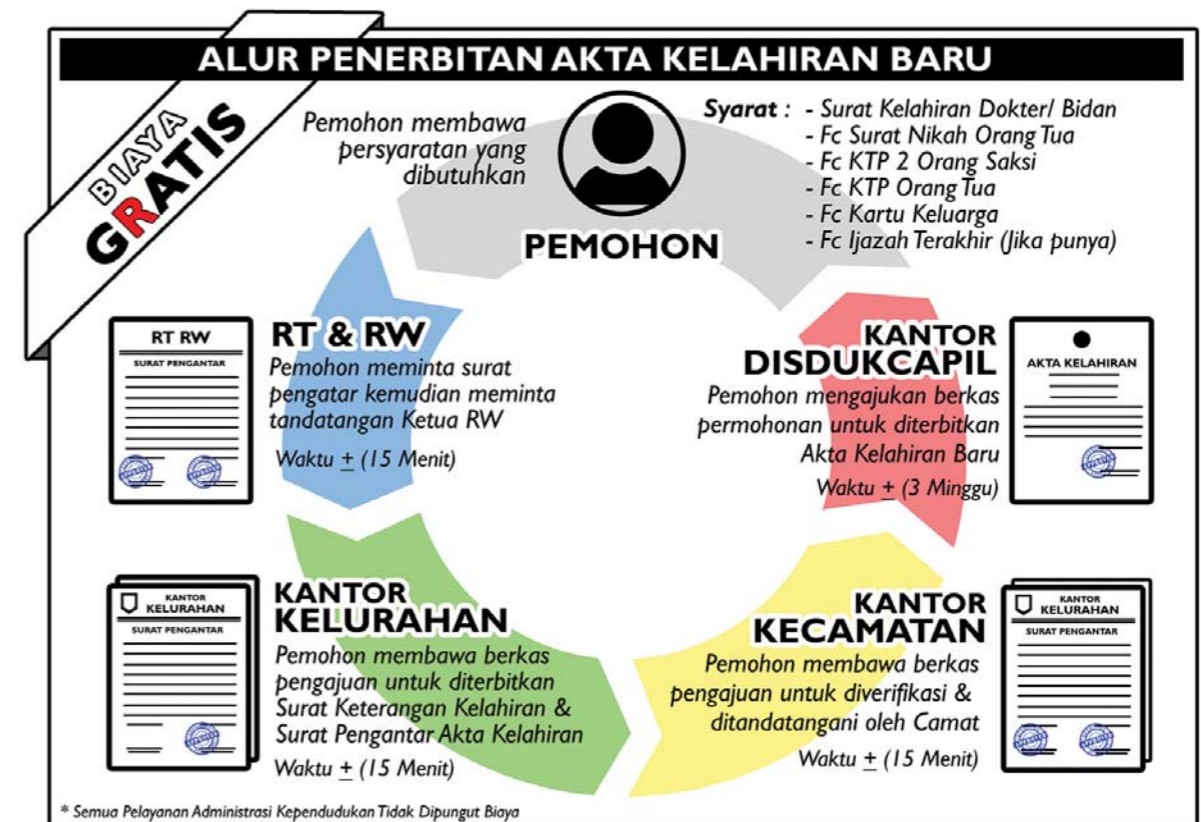 ALUR PENERBITAN AKTA KELAHIRAN BARU
BIAYA
GRATIS
Pemohon membawa
persyaratan yang
dibutuhkan
PEMOHON
Syarat : - Surat Kelahiran Dokter/ Bidan
- Fc Surat Nikah Orang Tua
- Fc KTP 2 Orang Saksi
- Fc KTP Orang Tua
- Fc Kartu Keluarga
- Fc Ijazah Terakhir (Jika punya)
RT RW
SURAT PENGANTAR
APPROVED
APPROVED
RT & RW
Pemohon meminta surat
pengatar kemudian meminta
tandatangan Ketua RW
Waktu + (15 Menit)
KANTOR
DISDUKCAPIL
Pemohon mengajukan berkas
permohonan untuk diterbitkan
Akta Kelahiran Baru
Waktu + (3 Minggu)
AKTA KELAHIRAN
APPROVED
KANTOR
KELURAHAN
SURAT PENGANTAR
APPROVED
KANTOR
KELURAHAN
Pemohon membawa berkas
pengajuan untuk diterbitkan
Surat Keterangan Kelahiran &
Surat Pengantar Akta Kelahiran
Waktu + (15 Menit)
KANTOR
KECAMATAN
Pemohon membawa berkas
pengajuan untuk diverifikasi &
ditandatangani oleh Camat
Waktu + (15 Menit)
KANTOR
KELURAHAN
SURAT PENGANTAR
APPROVED
APPROVED
* Semua Pelayanan Administrasi Kependudukan Tidak Dipungut Biaya